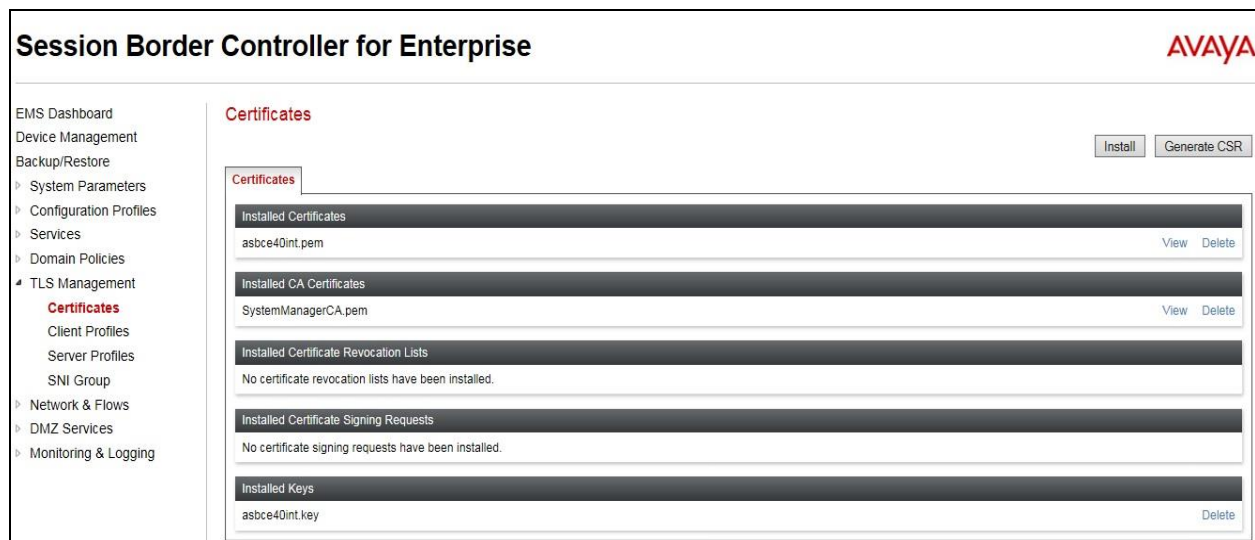 Session Border Controller for Enterprise
AVAYA
EMS Dashboard
Device Management
Backup/Restore
System Parameters
Configuration Profiles
Services
Domain Policies
TLS Management
Certificates
Client Profiles
Server Profiles
SNI Group
Network & Flows
DMZ Services
Monitoring & Logging
Certificates
Install Generate CSR
Certificates
Installed Certificates
asbce40int.pem View Delete
Installed CA Certificates
SystemManagerCA.pem View Delete
Installed Certificate Revocation Lists
No certificate revocation lists have been installed.
Installed Certificate Signing Requests
No certificate signing requests have been installed.
Installed Keys
asbce40int.key Delete